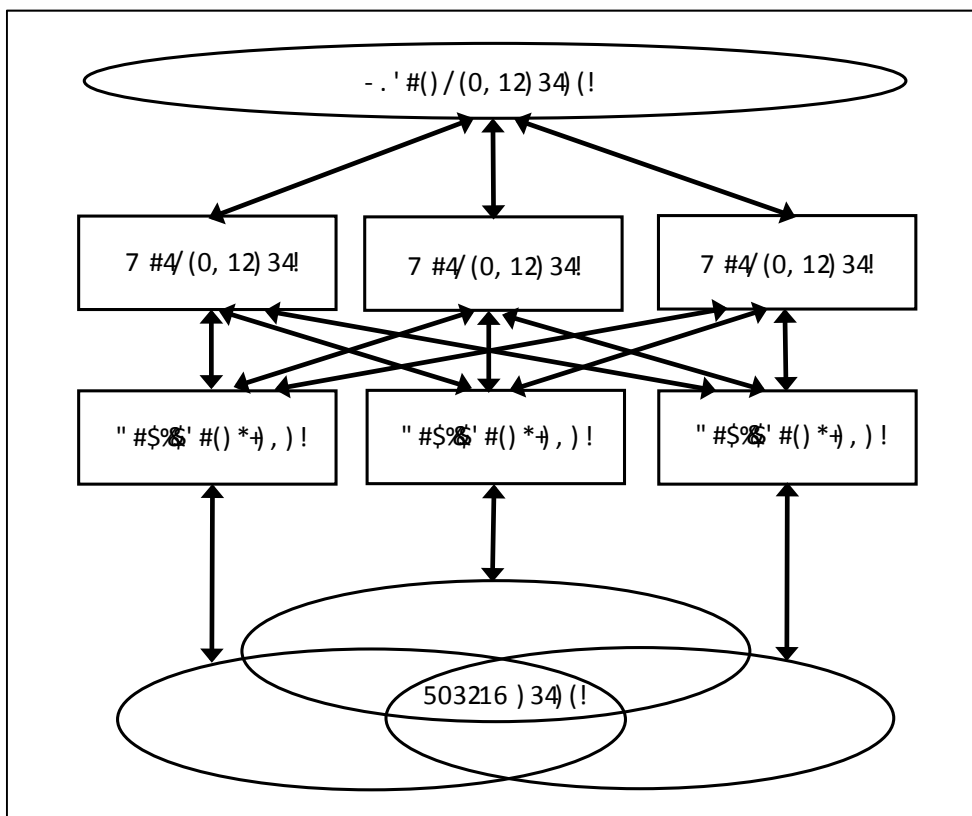 - . ' #() / (0, 12) 34) (!
7 #4/ (0, 12) 34!
7 #4/ (0, 12) 34!
7 #4/ (0, 12) 34!
" #$%&$' #() *+) , ) !
" #$%&$' #() *+) , ) !
" #$%&$' #() *+) , ) !
503216 ) 34) (!